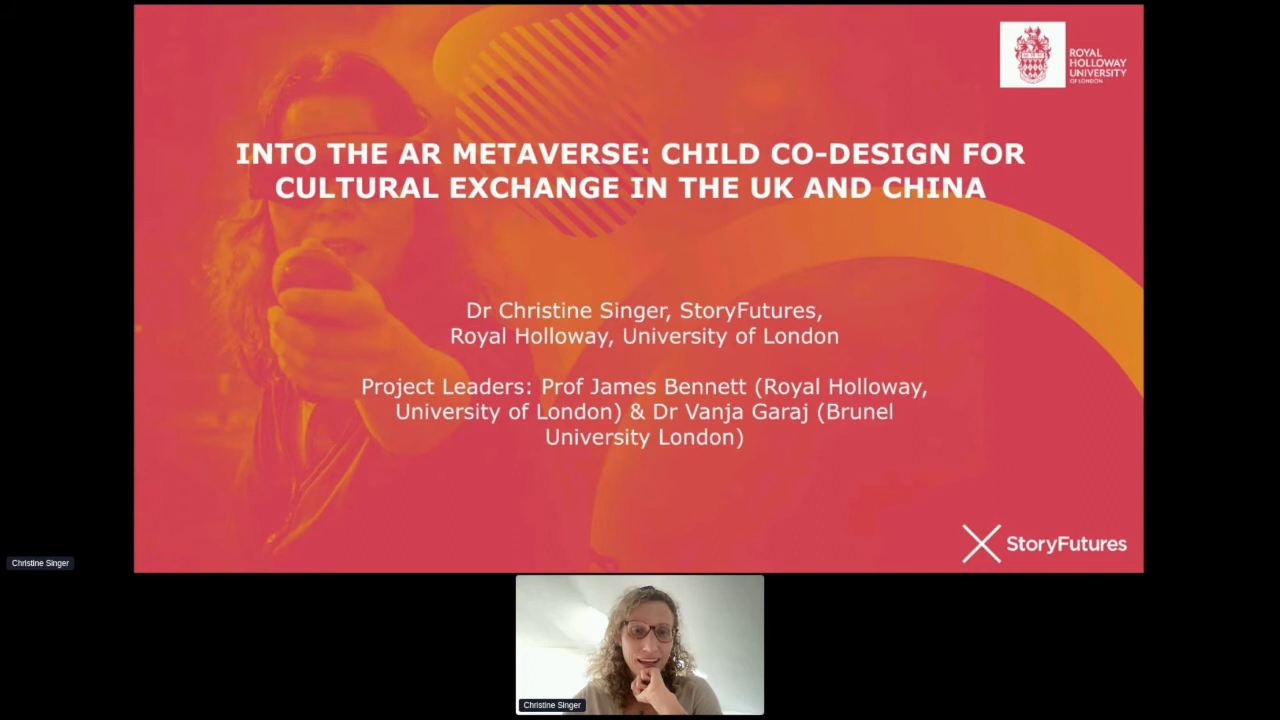 ROYAL
HOLLOWAY
UNIVERSITY
OF LONDON
INTO THE AR METAVERSE: CHILD CO-DESIGN FOR
CULTURAL EXCHANGE IN THE UK AND CHINA
Dr Christine Singer, StoryFutures,
Royal Holloway, University of London
Project Leaders: Prof James Bennett (Royal Holloway,
University of London) & Dr Vanja Garaj (Brunel
University London)
StoryFutures
Christine Singer
Christine Singer